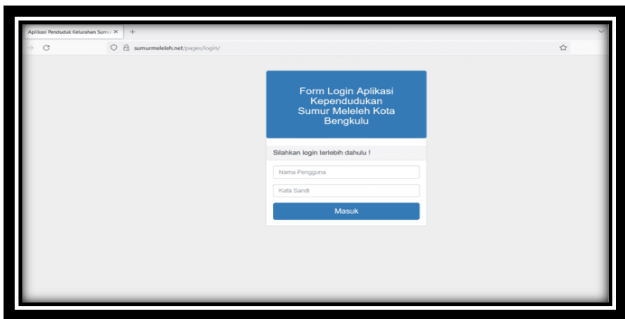 Aplikasi Penduduk Kelurahan Sumu
sumurmeleleh.net/pages/login/
Form Login Aplikasi
Kependudukan
Sumur Meleleh Kota
Bengkulu
Silahkan login terlebih dahulu !
Nama Pengguna
Kata Sandi
Masuk